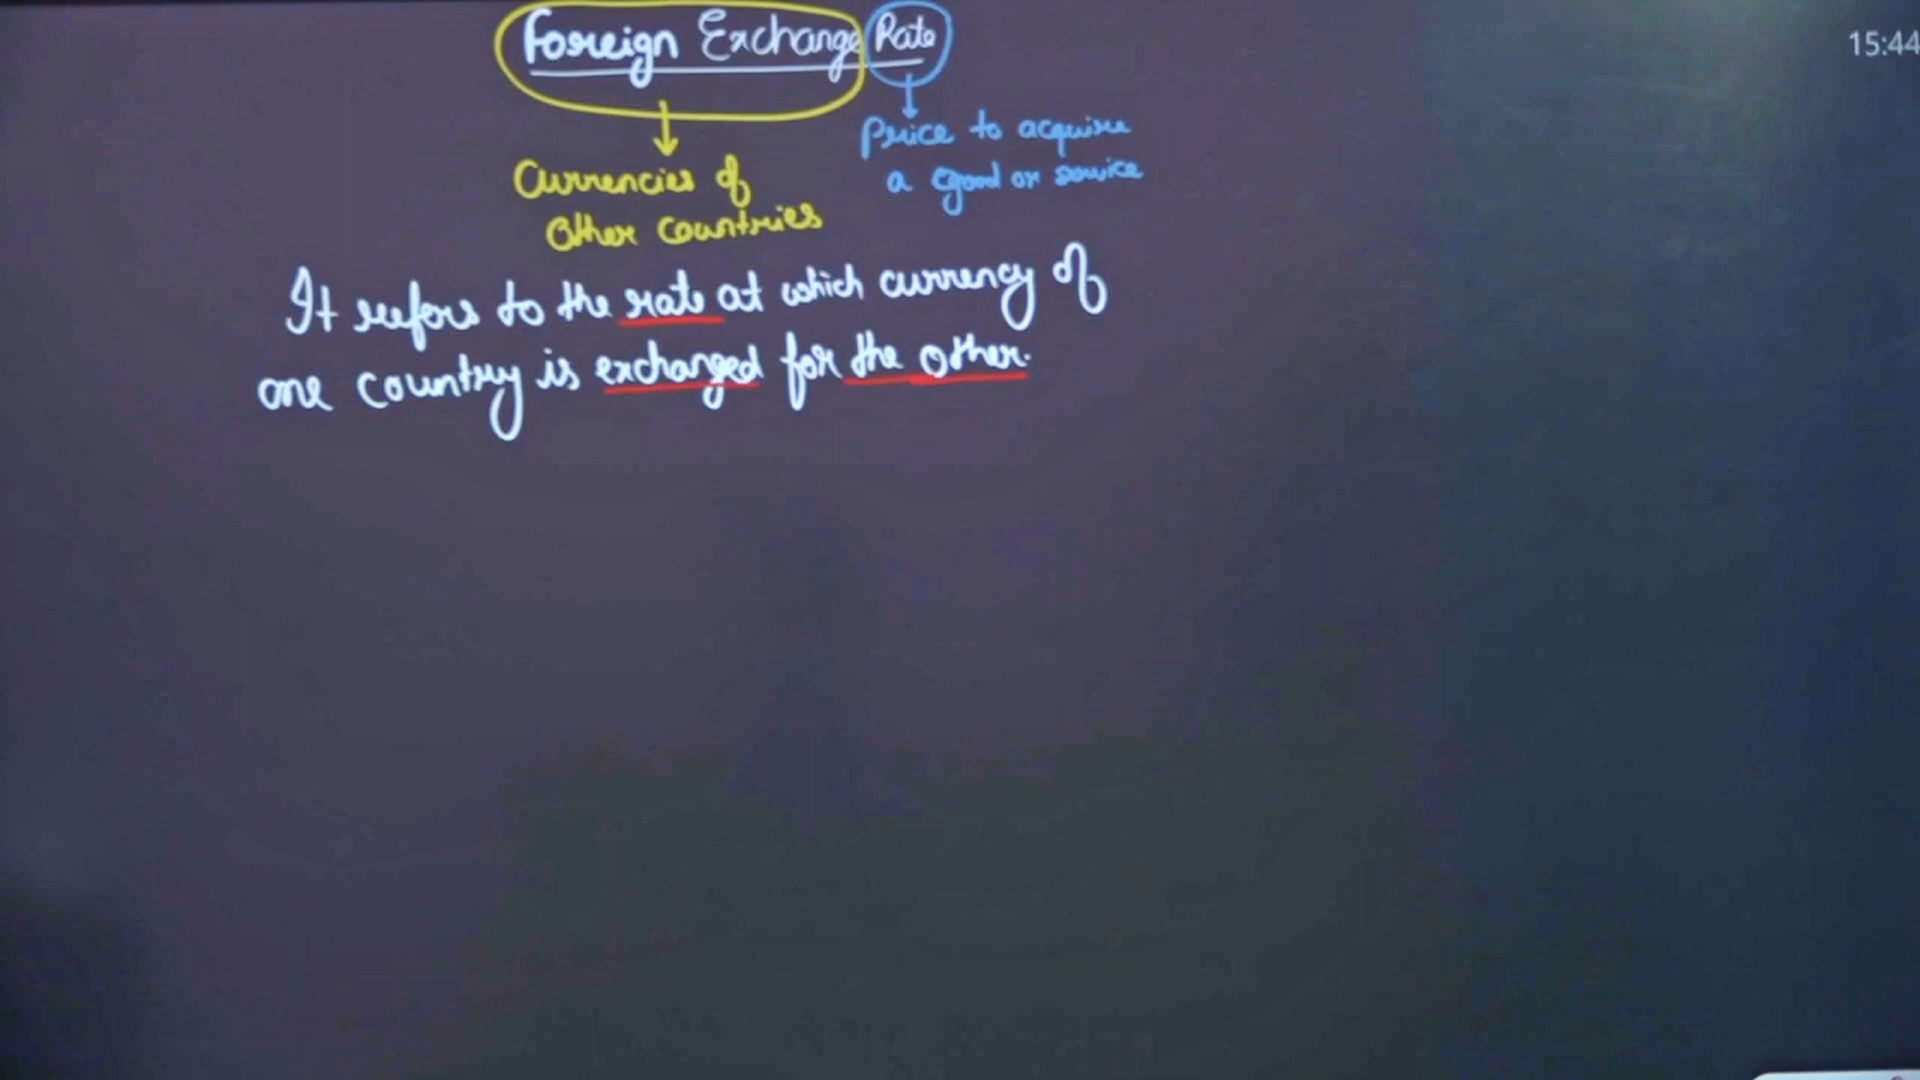 Foreign Exchange Rate
15:44
Price to acquire
a good or service
Currencies of
other countries
It refers to the rate at which currency of
one country is exchanged for the other.